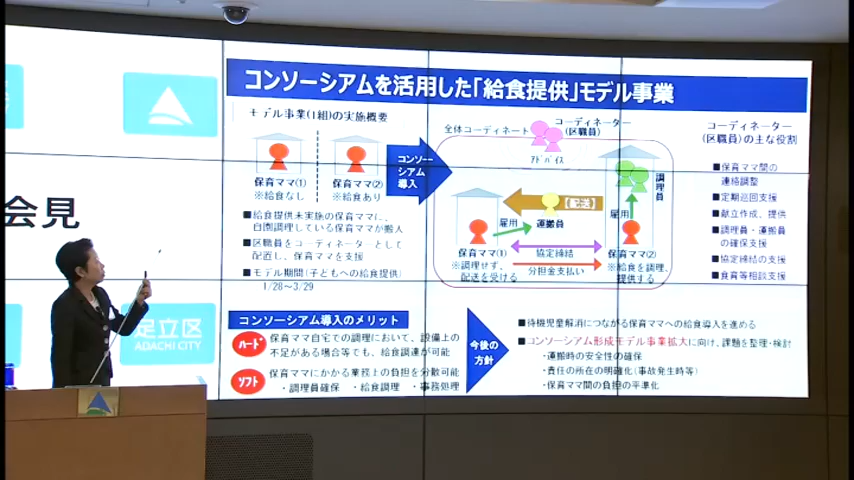 会見
足立区
ADACHI CITY
コンソーシアムを活用した「給食提供」モデル事業
モデル事業(1組)の実施概要
保育ママ(1)
※給食なし
保育ママ(2)
※給食あり
コンソー
シアム
導入
■給食提供未実施の保育ママに、
自園調理している保育ママが搬入
■区職員をコーディネーターとして
配置し、保育ママを支援
■モデル期間(子どもへの給食提供)
1/28～3/29
全体コーディネート
コーディネーター
(区職員)
アドバイス
調理員
【配送】
雇用
運搬員
雇用
保育ママ(1)
※調理せず、
配送を受ける
協定締結
分担金支払い
保育ママ(2)
※給食を調理、
提供する
コーディネーター
(区職員)の主な役割
■保育ママ間の
連絡調整
■定期巡回支援
■献立作成、提供
■調理員・運搬員
の確保支援
■協定締結の支援
■食育等相談支援
コンソーシアム導入のメリット
ハード
保育ママ自宅での調理において、設備上の
不足がある場合等でも、給食調達が可能
ソフト
保育ママにかかる業務上の負担を分散可能
・調理員確保 ・給食調理 ・事務処理
今後の
方針
■待機児童解消につながる保育ママへの給食導入を進める
■コンソーシアム形成モデル事業拡大に向け、課題を整理・検討
・運搬時の安全性の確保
・責任の所在の明確化(事故発生時等)
・保育ママ間の負担の平準化